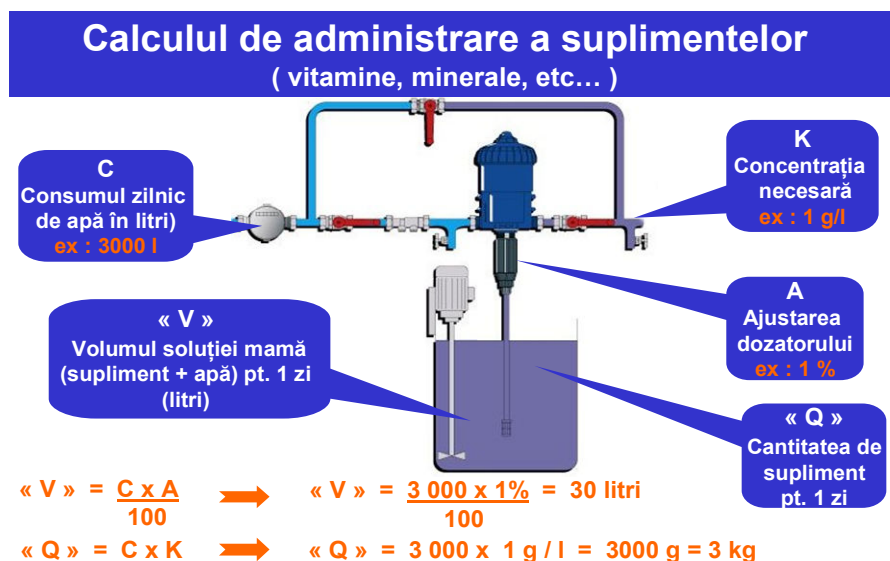 Calculul de administrare a suplimentelor
( vitamine, minerale, etc… )
C
Consumul zilnic
de apă în litri)
ex : 3000 l
K
Concentrația
necesară
ex : 1 g/l
A
Ajustarea
dozatorului
ex : 1 %
« V »
Volumul soluției mamă
(supliment + apă) pt. 1 zi
(litri)
« Q »
Cantitatea de
supliment
pt. 1 zi
« V » = C x A
100
« V » = 3 000 x 1% = 30 litri
100
« Q » = C x K
« Q » = 3 000 x 1 g / l = 3000 g = 3 kg